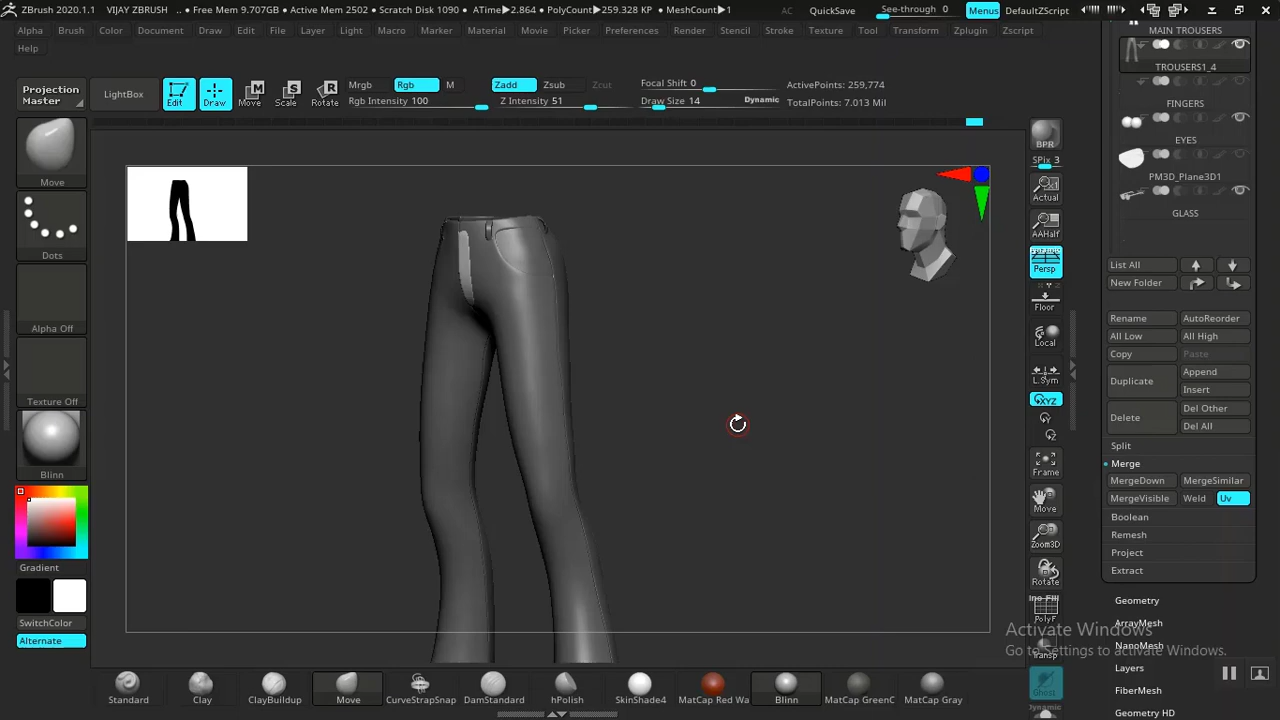 ZBrush 2020.1.1 VIJAY ZBRUSH • Free Memory 9.707GB • Active Memory 2502 • Scratch Disk 1090 • ATime▶2.864 • PolyCount▶259.328 KP • MeshCount▶1 AC QuickSave See-through 0 Menus DefaultZScript
Alpha Brush Color Document Draw Edit File Layer Light Macro Marker Material Movie Picker Preferences Render Stencil Stroke Texture Tool Transform Zplugin Zscript
Help
Projection Master
LightBox
Edit Draw Move Scale Rotate
Mrgb Rgb M Zadd Zsub Zcut
Rgb Intensity 100 Z Intensity 51
Focal Shift 0
Draw Size 14 Dynamic
ActivePoints: 259,774
TotalPoints: 7.013 Mil
Move
Dots
Alpha Off
Texture Off
Blinn
Gradient
SwitchColor
Alternate
BPR
SPix 3
Actual
AAHalf
Persp
Floor
Local
L.Sym
XYZ
Frame
Move
Zoom3D
Rotate
PolyF
Transp
Ghost
Dynamic
MAIN TROUSERS
TROUSERS1_4
FINGERS
EYES
PM3D_Plane3D1
GLASS
List All
New Folder
Rename AutoReorder
All Low All High
Copy Paste
Duplicate Append
Insert
Delete Del Other
Del All
Split
Merge
MergeDown MergeSimilar
MergeVisible Weld Uv
Boolean
Remesh
Project
Extract
Geometry
ArrayMesh
NanoMesh
Layers
FiberMesh
Geometry HD
Activate Windows
Go to Settings to activate Windows.
Standard Clay ClayBuildup Move CurveStrapSnap DamStandard hPolish SkinShade4 MatCap Red Wa Blinn MatCap GreenC MatCap Gray